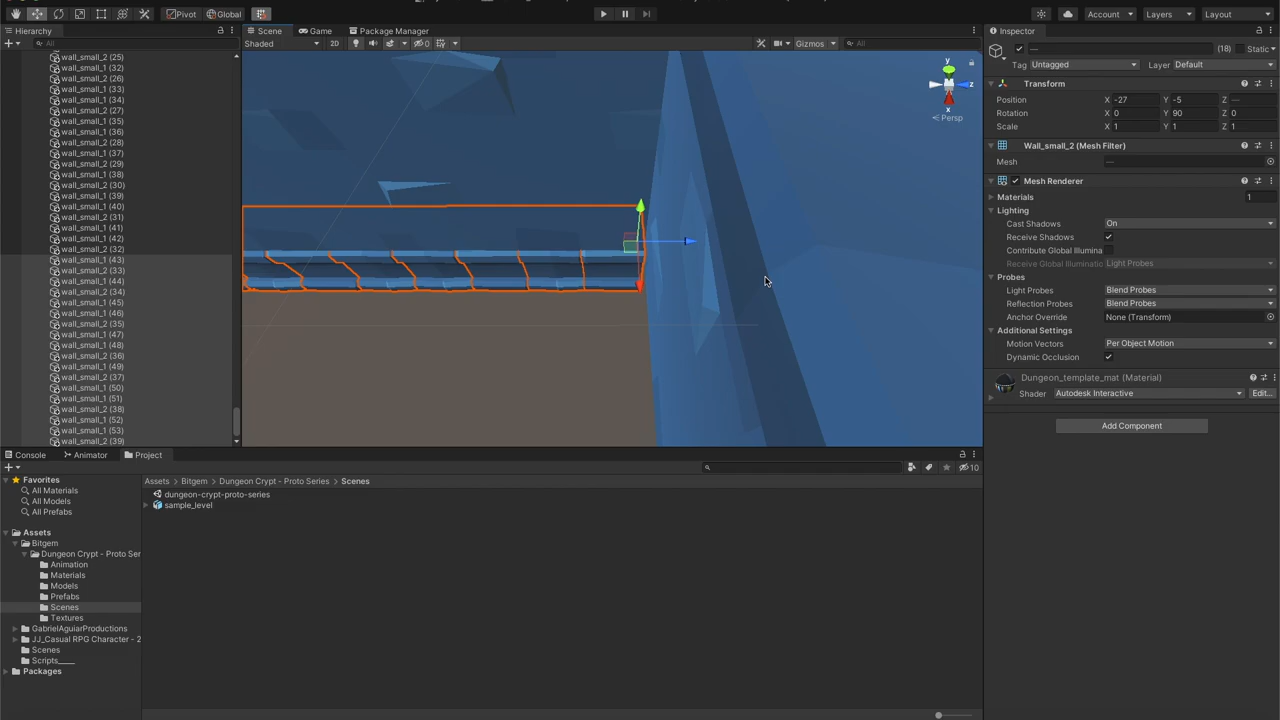 Pivot Global Account Layers Layout
Hierarchy Scene Game Package Manager Inspector
All Shaded 2D 0 Gizmos All
wall_small_2 (25)
wall_small_1 (32)
wall_small_2 (26)
wall_small_1 (33)
wall_small_1 (34)
wall_small_2 (27)
wall_small_1 (35)
wall_small_1 (36)
wall_small_2 (28)
wall_small_1 (37)
wall_small_2 (29)
wall_small_1 (38)
wall_small_2 (30)
wall_small_1 (39)
wall_small_1 (40)
wall_small_2 (31)
wall_small_1 (41)
wall_small_1 (42)
wall_small_2 (32)
wall_small_1 (43)
wall_small_2 (33)
wall_small_1 (44)
wall_small_2 (34)
wall_small_1 (45)
wall_small_1 (46)
wall_small_2 (35)
wall_small_1 (47)
wall_small_1 (48)
wall_small_2 (36)
wall_small_1 (49)
wall_small_2 (37)
wall_small_1 (50)
wall_small_1 (51)
wall_small_2 (38)
wall_small_1 (52)
wall_small_1 (53)
wall_small_2 (39)
y
z
x
Persp
— (18) Static
Tag Untagged Layer Default
Transform
Position X -27 Y -5 Z —
Rotation X 0 Y 90 Z 0
Scale X 1 Y 1 Z 1
Wall_small_2 (Mesh Filter)
Mesh —
Mesh Renderer
Materials 1
Lighting
Cast Shadows On
Receive Shadows
Contribute Global Illumina
Receive Global Illuminatic Light Probes
Probes
Light Probes Blend Probes
Reflection Probes Blend Probes
Anchor Override None (Transform)
Additional Settings
Motion Vectors Per Object Motion
Dynamic Occlusion
Dungeon_template_mat (Material)
Shader Autodesk Interactive Edit...
Add Component
Console Animator Project
10
Favorites
All Materials
All Models
All Prefabs
Assets
Bitgem
Dungeon Crypt - Proto Ser
Animation
Materials
Models
Prefabs
Scenes
Textures
GabrielAguiarProductions
JJ_Casual RPG Character - 2
Scenes
Scripts____
Packages
Assets Bitgem Dungeon Crypt - Proto Series Scenes
dungeon-crypt-proto-series
sample_level